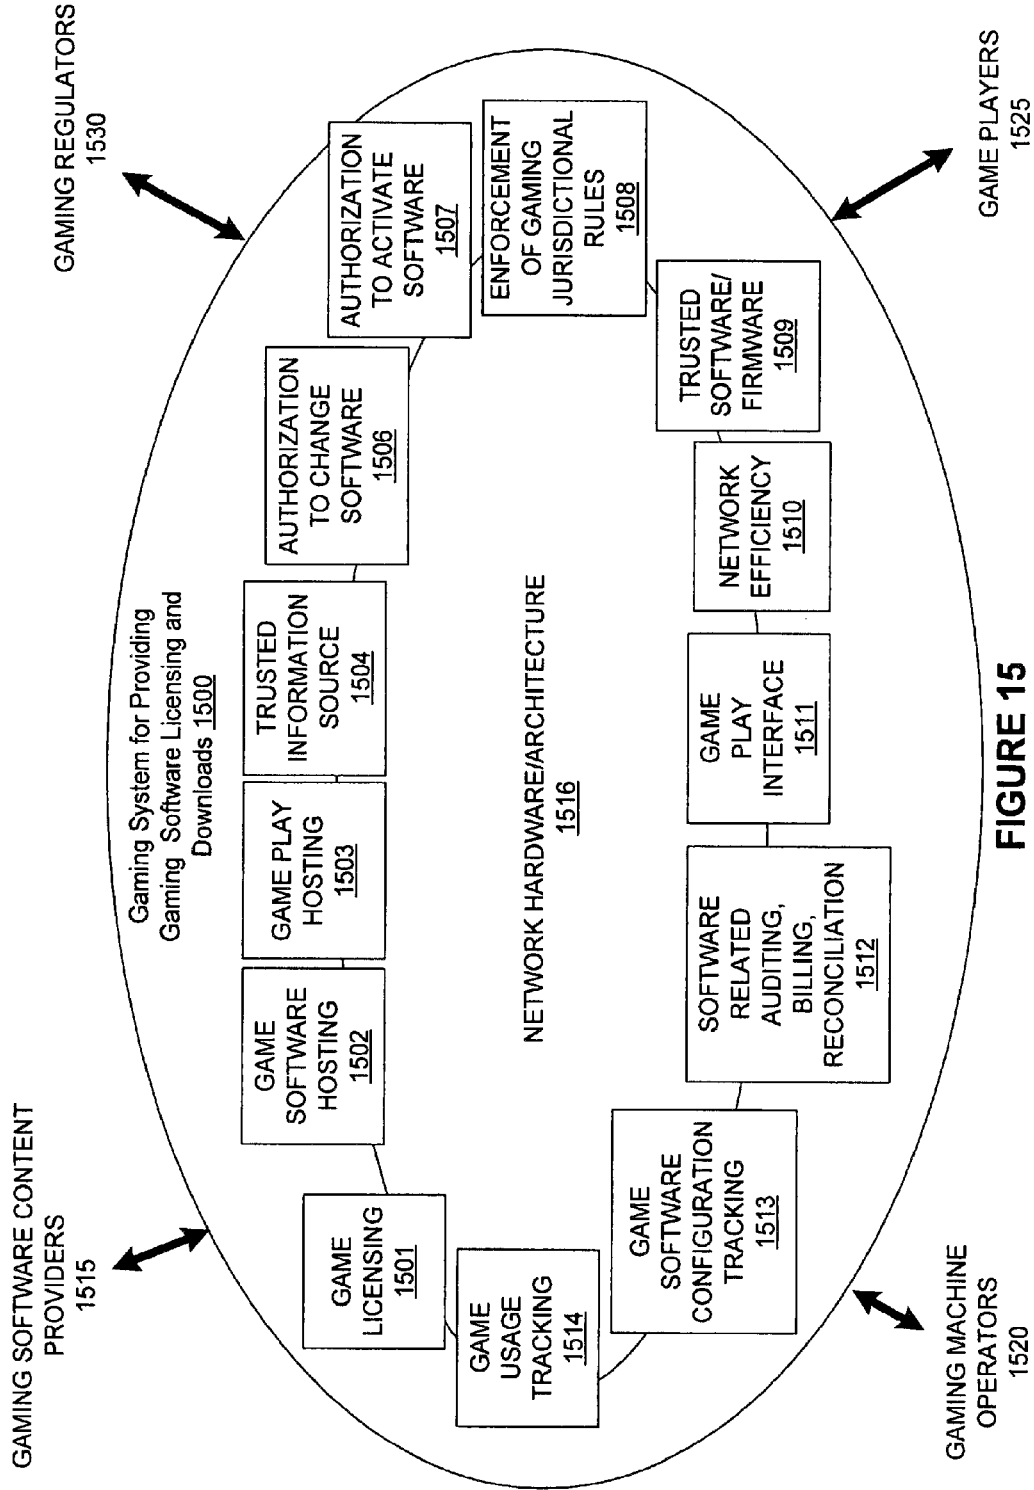 GAMING SOFTWARE CONTENT
PROVIDERS
1515
GAMING REGULATORS
1530
Gaming System for Providing
Gaming Software Licensing and
Downloads 1500
GAME
LICENSING
1501
GAME
SOFTWARE
HOSTING
1502
GAME PLAY
HOSTING
1503
TRUSTED
INFORMATION
SOURCE
1504
AUTHORIZATION
TO CHANGE
SOFTWARE
1506
AUTHORIZATION
TO ACTIVATE
SOFTWARE
1507
ENFORCEMENT
OF GAMING
JURISDICTIONAL
RULES
1508
TRUSTED
SOFTWARE/
FIRMWARE
1509
NETWORK
EFFICIENCY
1510
GAME
PLAY
INTERFACE
1511
SOFTWARE
RELATED
AUDITING,
BILLING,
RECONCILIATION
1512
GAME
SOFTWARE
CONFIGURATION
TRACKING
1513
GAME
USAGE
TRACKING
1514
NETWORK HARDWARE/ARCHITECTURE
1516
GAMING MACHINE
OPERATORS
1520
GAME PLAYERS
1525
FIGURE 15